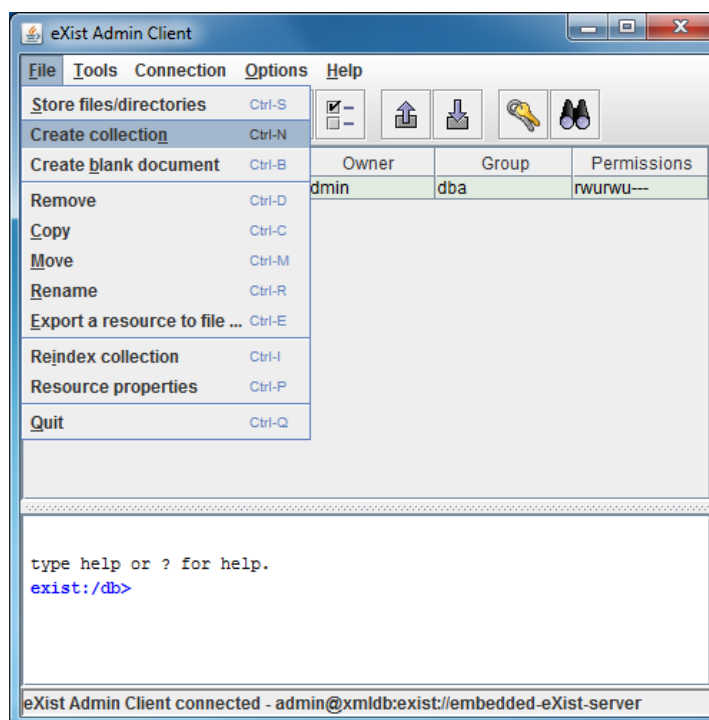 eXist Admin Client
File Tools Connection Options Help
Store files/directories Ctrl-S
Create collection Ctrl-N
Create blank document Ctrl-B
Owner Group Permissions
dmin dba rwurwu---
Remove Ctrl-D
Copy Ctrl-C
Move Ctrl-M
Rename Ctrl-R
Export a resource to file ... Ctrl-E
Reindex collection Ctrl-I
Resource properties Ctrl-P
Quit Ctrl-Q
type help or ? for help.
exist:/db>
eXist Admin Client connected - admin@xmldb:exist://embedded-eXist-server